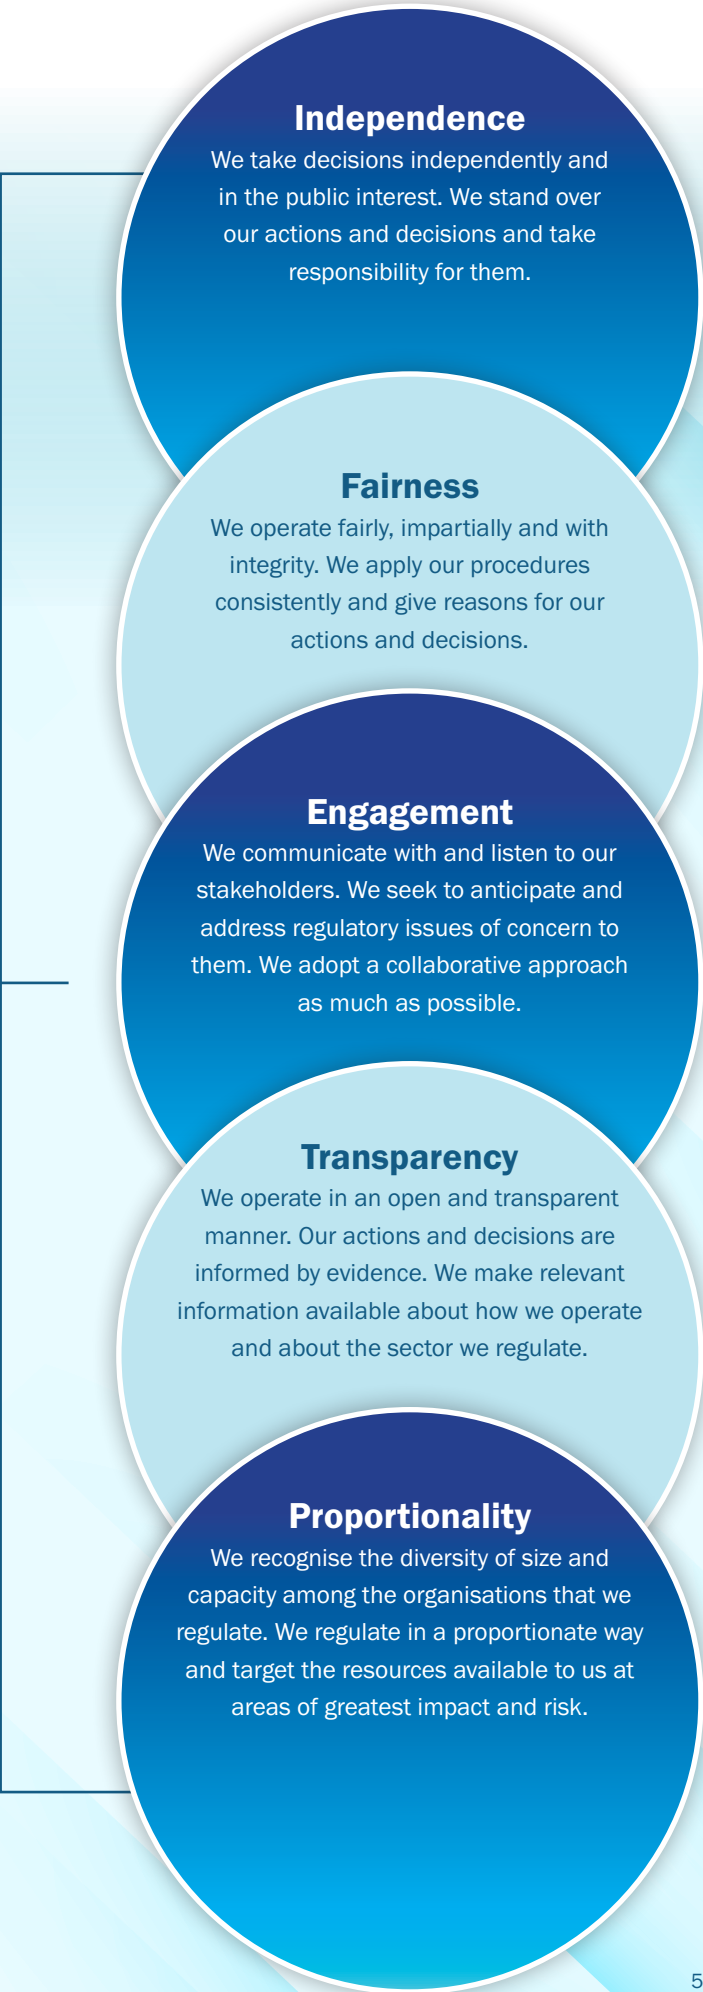 Independence
We take decisions independently and
in the public interest. We stand over
our actions and decisions and take
responsibility for them.
Fairness
We operate fairly, impartially and with
integrity. We apply our procedures
consistently and give reasons for our
actions and decisions.
Engagement
We communicate with and listen to our
stakeholders. We seek to anticipate and
address regulatory issues of concern to
them. We adopt a collaborative approach
as much as possible.
Transparency
We operate in an open and transparent
manner. Our actions and decisions are
informed by evidence. We make relevant
information available about how we operate
and about the sector we regulate.
Proportionality
We recognise the diversity of size and
capacity among the organisations that we
regulate. We regulate in a proportionate way
and target the resources available to us at
areas of greatest impact and risk.
5